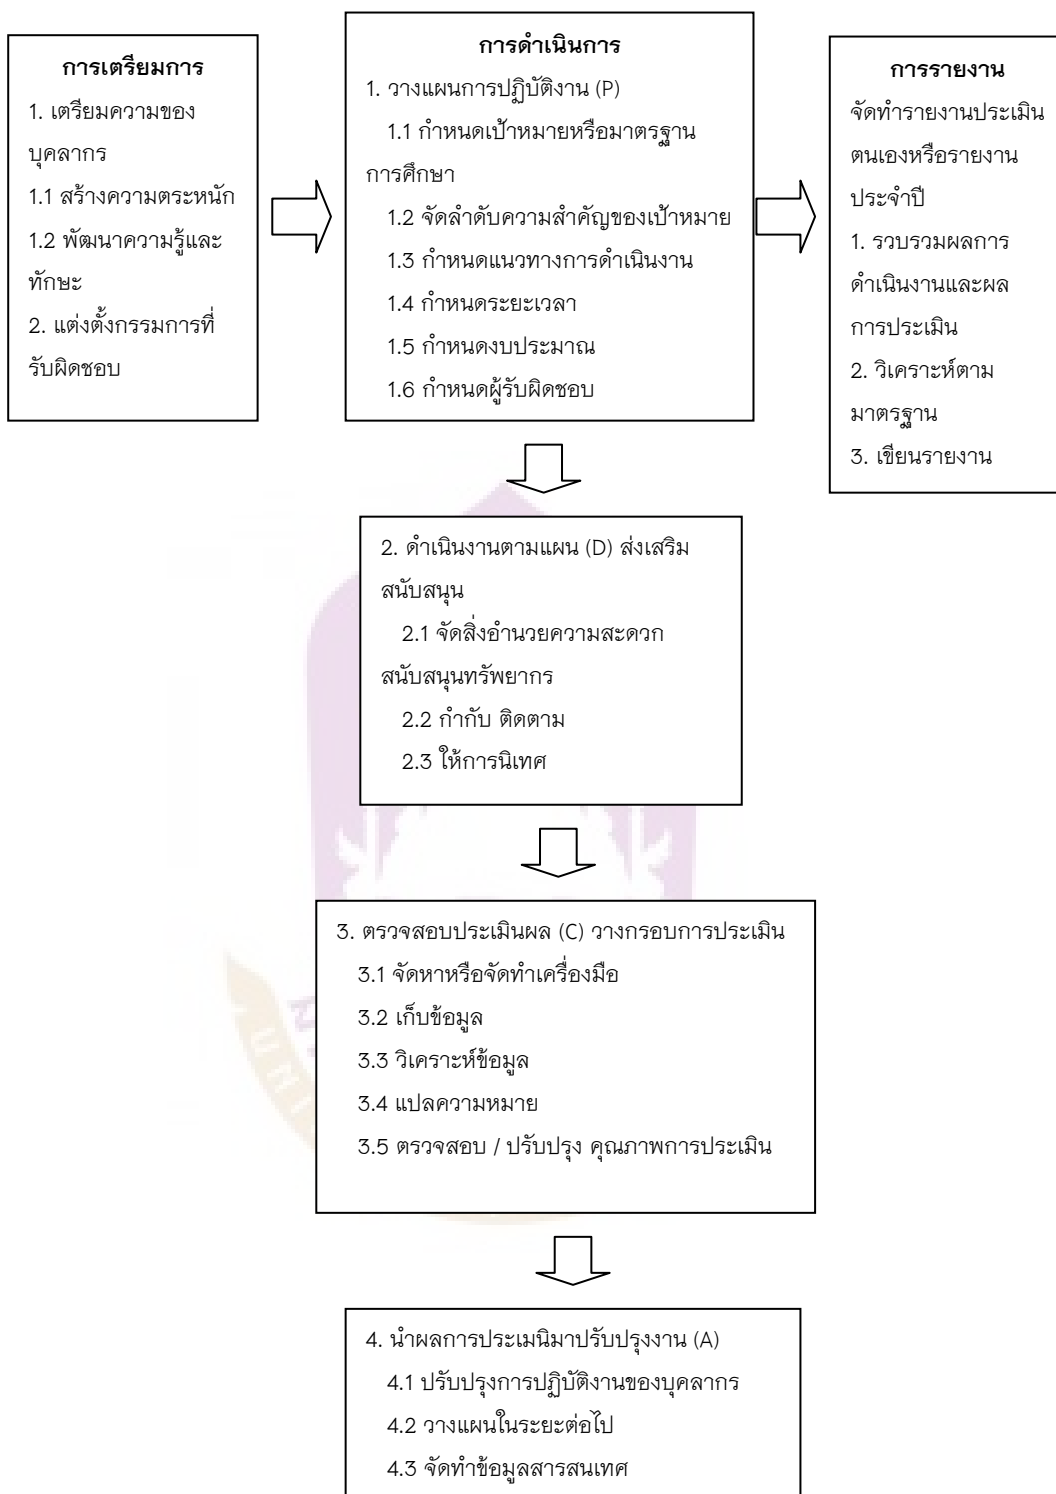 การเตรียมการ
1. เตรียมความของ
บุคลากร
1.1 สร้างความตระหนัก
1.2 พัฒนาความรู้และ
ทักษะ
2. แต่งตั้งกรรมการที่
รับผิดชอบ
การดำเนินการ
1. วางแผนการปฏิบัติงาน (P)
1.1 กำหนดเป้าหมายหรือมาตรฐาน
การศึกษา
1.2 จัดลำดับความสำคัญของเป้าหมาย
1.3 กำหนดแนวทางการดำเนินงาน
1.4 กำหนดระยะเวลา
1.5 กำหนดงบประมาณ
1.6 กำหนดผู้รับผิดชอบ
การรายงาน
จัดทำรายงานประเมิน
ตนเองหรือรายงาน
ประจำปี
1. รวบรวมผลการ
ดำเนินงานและผล
การประเมิน
2. วิเคราะห์ตาม
มาตรฐาน
3. เขียนรายงาน
2. ดำเนินงานตามแผน (D) ส่งเสริม
สนับสนุน
2.1 จัดสิ่งอำนวยความสะดวก
สนับสนุนทรัพยากร
2.2 กำกับ ติดตาม
2.3 ให้การนิเทศ
3. ตรวจสอบประเมินผล (C) วางกรอบการประเมิน
3.1 จัดหาหรือจัดทำเครื่องมือ
3.2 เก็บข้อมูล
3.3 วิเคราะห์ข้อมูล
3.4 แปลความหมาย
3.5 ตรวจสอบ / ปรับปรุง คุณภาพการประเมิน
4. นำผลการประเมนิมาปรับปรุงงาน (A)
4.1 ปรับปรุงการปฏิบัติงานของบุคลากร
4.2 วางแผนในระยะต่อไป
4.3 จัดทำข้อมูลสารสนเทศ